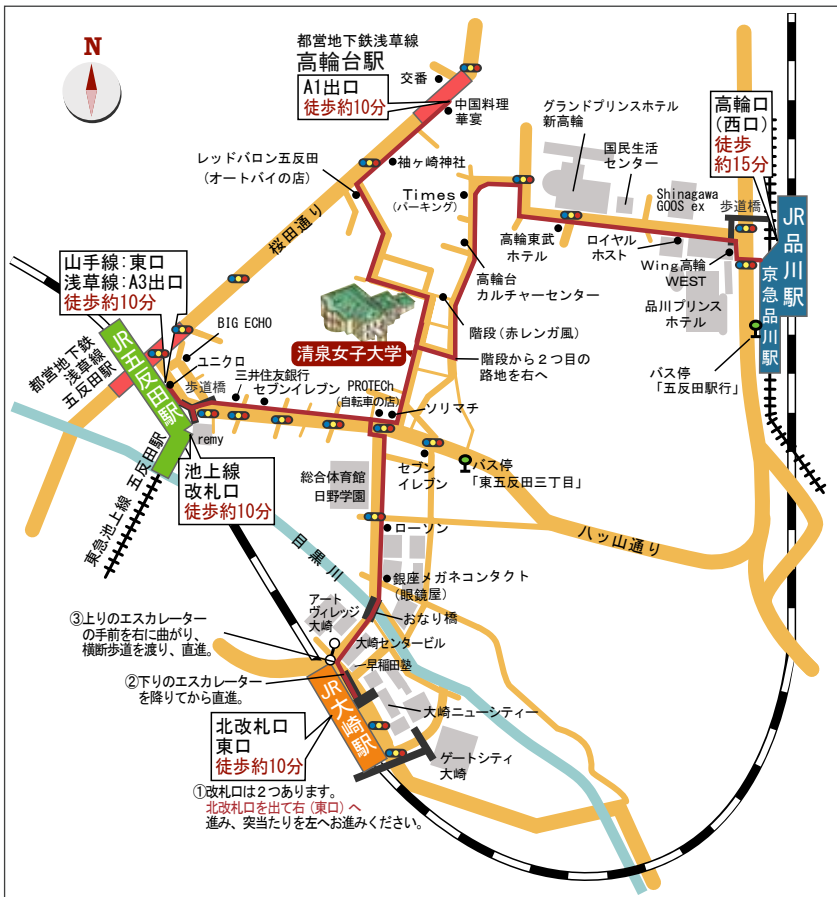 N
都営地下鉄浅草線
高輪台駅
A1出口
徒歩約10分
交番
中国料理
華宴
レッドバロン五反田
(オートバイの店)
袖ヶ崎神社
Times
(パーキング)
グランドプリンスホテル
新高輪
国民生活
センター
Shinagawa
GOOS ex
歩道橋
高輪口
(西口)
徒歩
約15分
JR品川駅
京急品川駅
高輪東武
ホテル
ロイヤル
ホスト
Wing高輪
WEST
品川プリンス
ホテル
バス停
「五反田駅行」
高輪台
カルチャーセンター
階段(赤レンガ風)
階段から2つ目の
路地を右へ
清泉女子大学
桜田通り
山手線:東口
浅草線:A3出口
徒歩約10分
BIG ECHO
ユニクロ
都営地下鉄
浅草線
五反田駅
JR五反田駅
歩道橋
三井住友銀行
セブンイレブン
PROTECh
(自転車の店)
ソリマチ
remy
池上線
改札口
徒歩約10分
東急池上線 五反田駅
総合体育館
日野学園
セブン
イレブン
バス停
「東五反田三丁目」
八ッ山通り
ローソン
目黒川
銀座メガネコンタクト
(眼鏡屋)
アート
ヴィレッジ
大崎
おなり橋
③上りのエスカレーター
の手前を右に曲がり、
横断歩道を渡り、直進。
大崎センタービル
早稲田塾
②下りのエスカレーター
を降りてから直進。
JR大崎駅
大崎ニューシティー
北改札口
東口
徒歩約10分
ゲートシティ
大崎
①改札口は2つあります。
北改札口を出て右(東口)へ
進み、突当たりを左へお進みください。